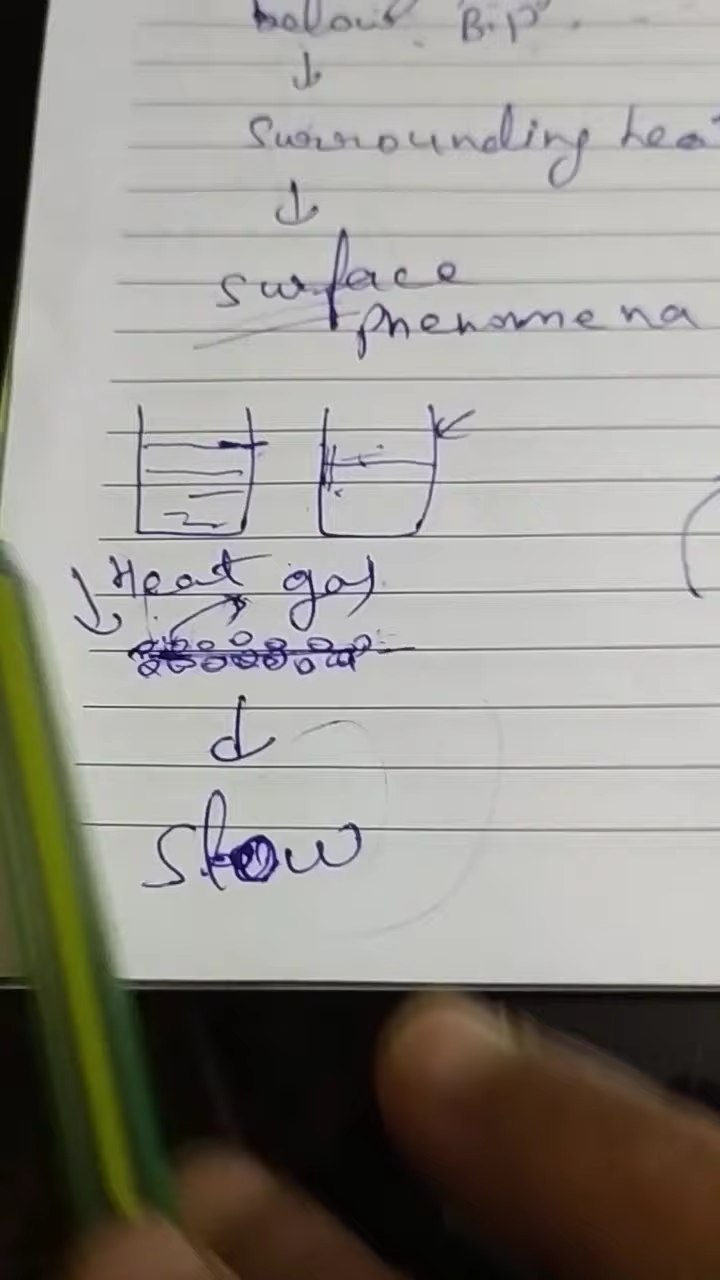 below B.P.
↓
Surrounding hea
↓
Surface
phenomena
Heat gas
↓
Slow